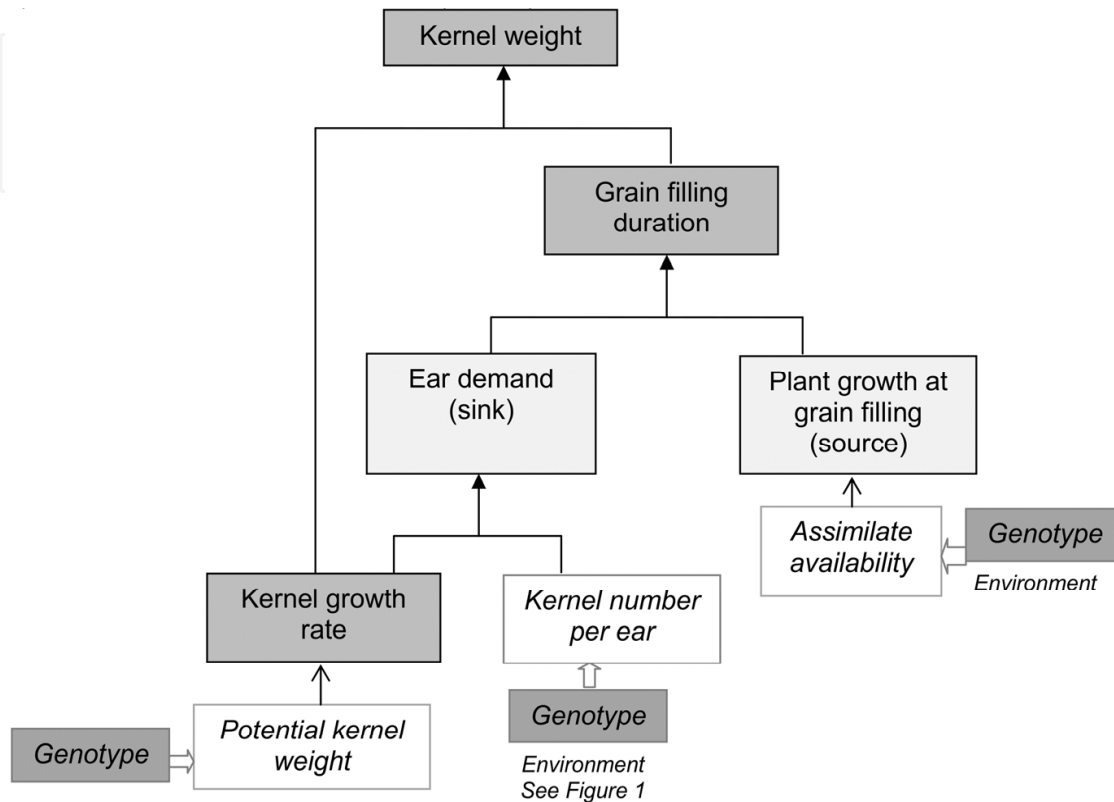 Kernel weight
Grain filling
duration
Ear demand
(sink)
Plant growth at
grain filling
(source)
Assimilate
availability
Genotype
Environment
Kernel growth
rate
Kernel number
per ear
Genotype
Environment
See Figure 1
Potential kernel
weight
Genotype